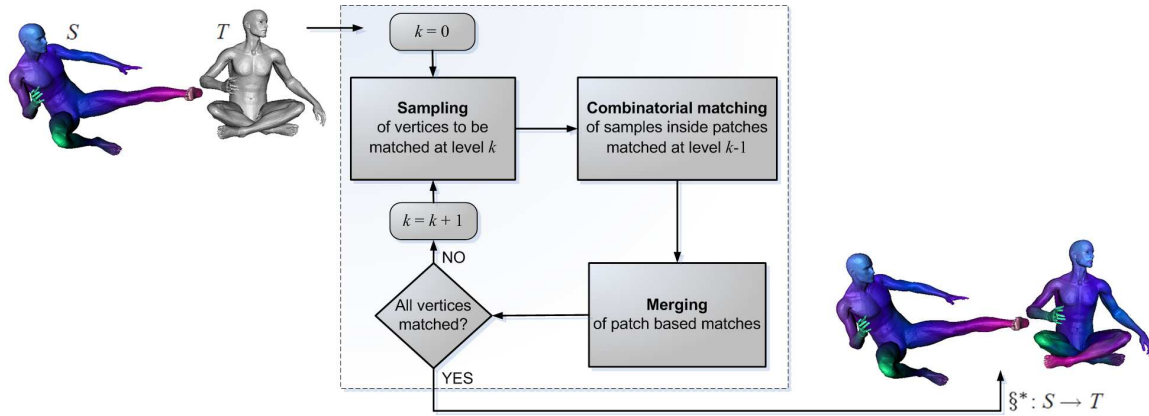 S
T
k = 0
Sampling
of vertices to be
matched at level k
Combinatorial matching
of samples inside patches
matched at level k-1
k = k + 1
NO
All vertices
matched?
YES
Merging
of patch based matches
§*: S → T